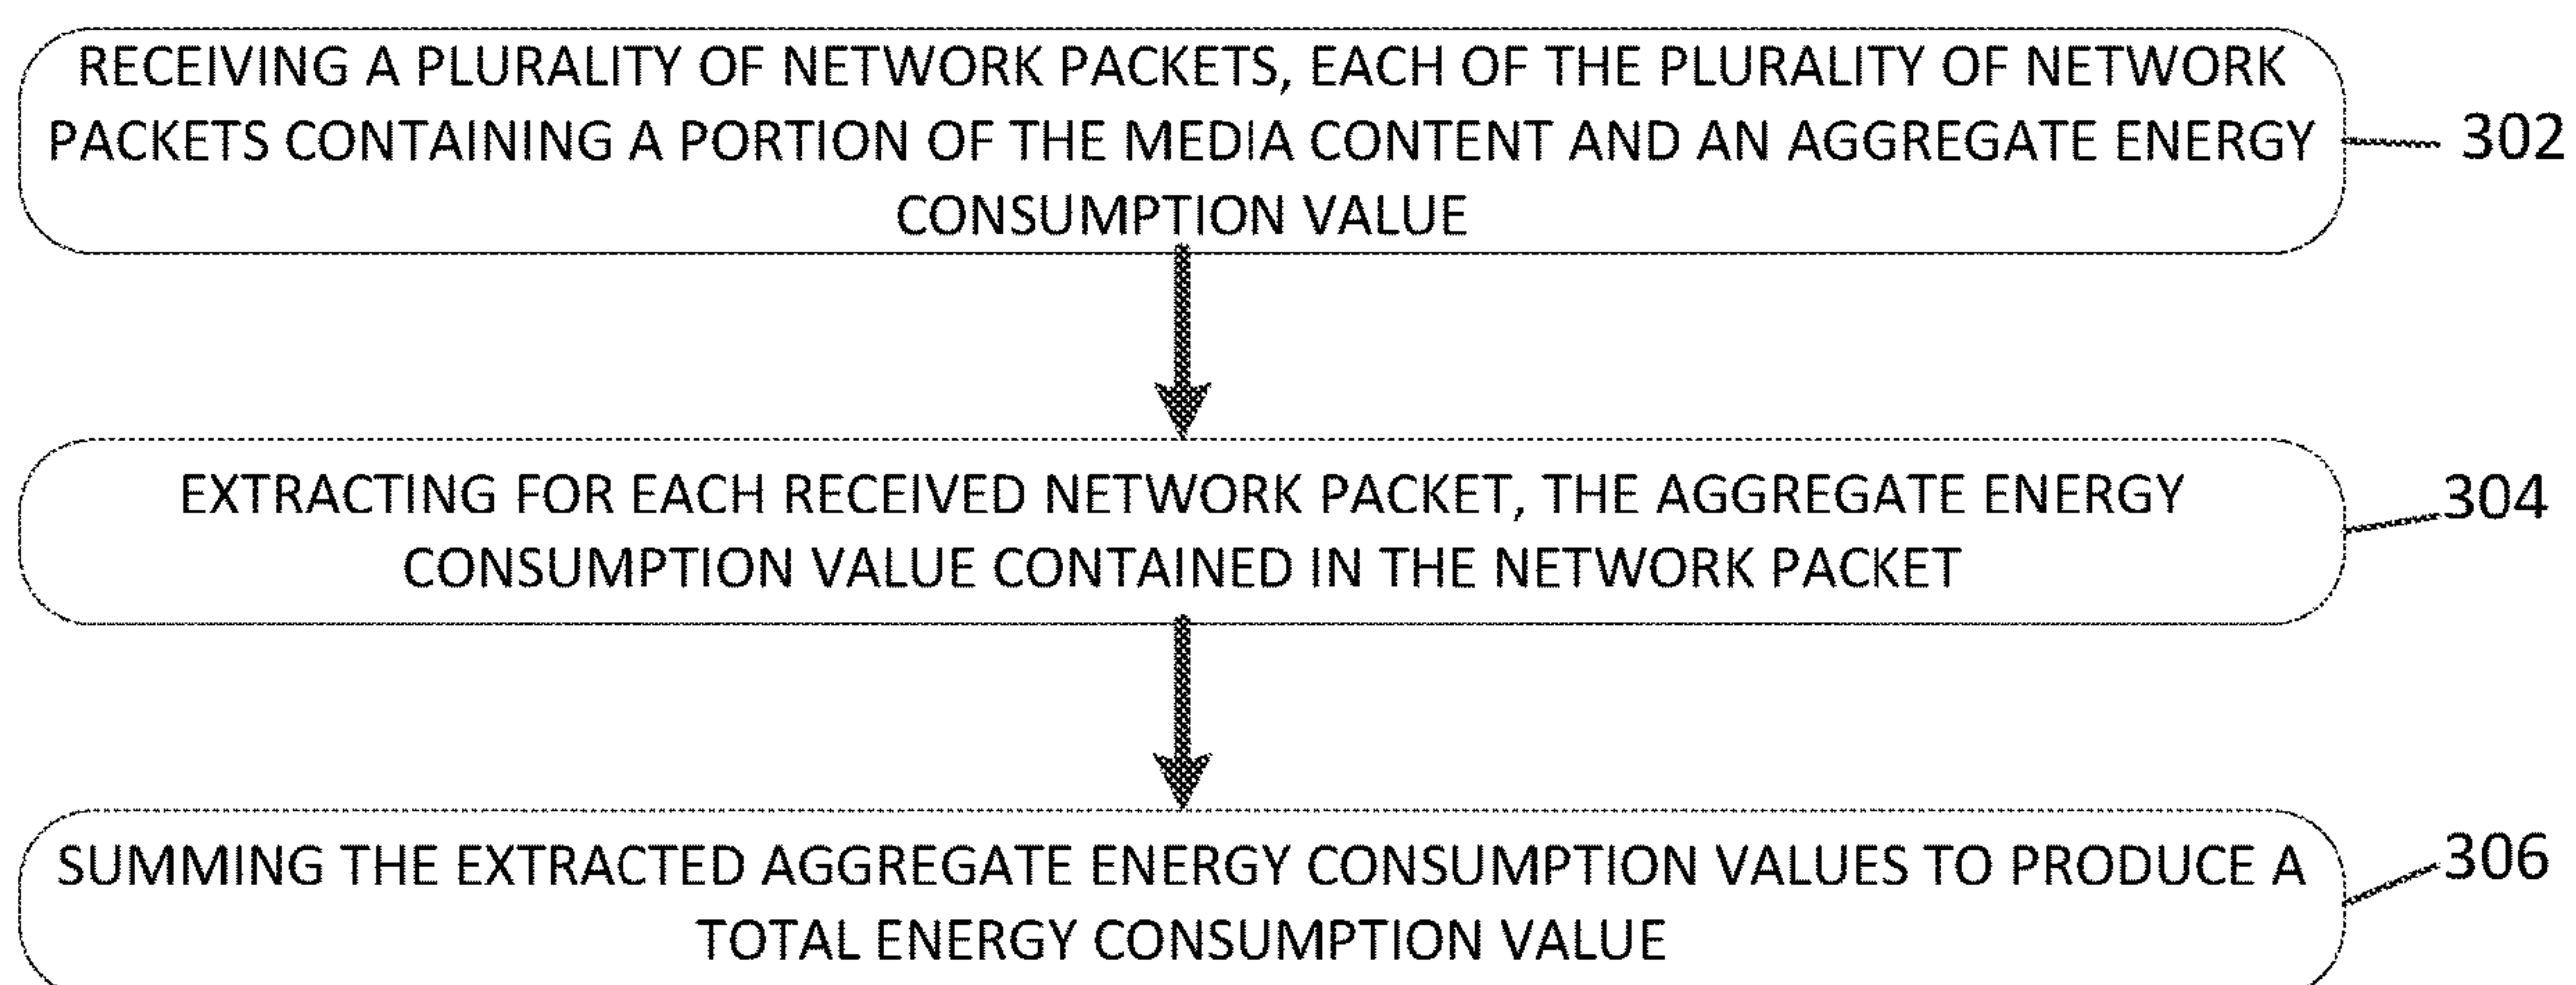 RECEIVING A PLURALITY OF NETWORK PACKETS, EACH OF THE PLURALITY OF NETWORK
PACKETS CONTAINING A PORTION OF THE MEDIA CONTENT AND AN AGGREGATE ENERGY
CONSUMPTION VALUE
302
EXTRACTING FOR EACH RECEIVED NETWORK PACKET, THE AGGREGATE ENERGY
CONSUMPTION VALUE CONTAINED IN THE NETWORK PACKET
304
SUMMING THE EXTRACTED AGGREGATE ENERGY CONSUMPTION VALUES TO PRODUCE A
TOTAL ENERGY CONSUMPTION VALUE
306